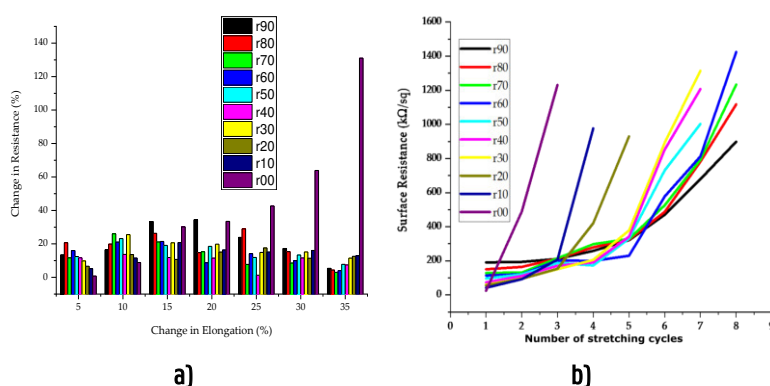 140
120
100
80
60
40
20
0
Change in Resistance (%)
5 10 15 20 25 30 35
Change in Elongation (%)
r90
r80
r70
r60
r50
r40
r30
r20
r10
r00
a)
1600
1400
1200
1000
800
600
400
200
0
Surface Resistance (kΩ/sq)
r90
r80
r70
r60
r50
r40
r30
r20
r10
r00
0 1 2 3 4 5 6 7 8 9
Number of stretching cycles
b)